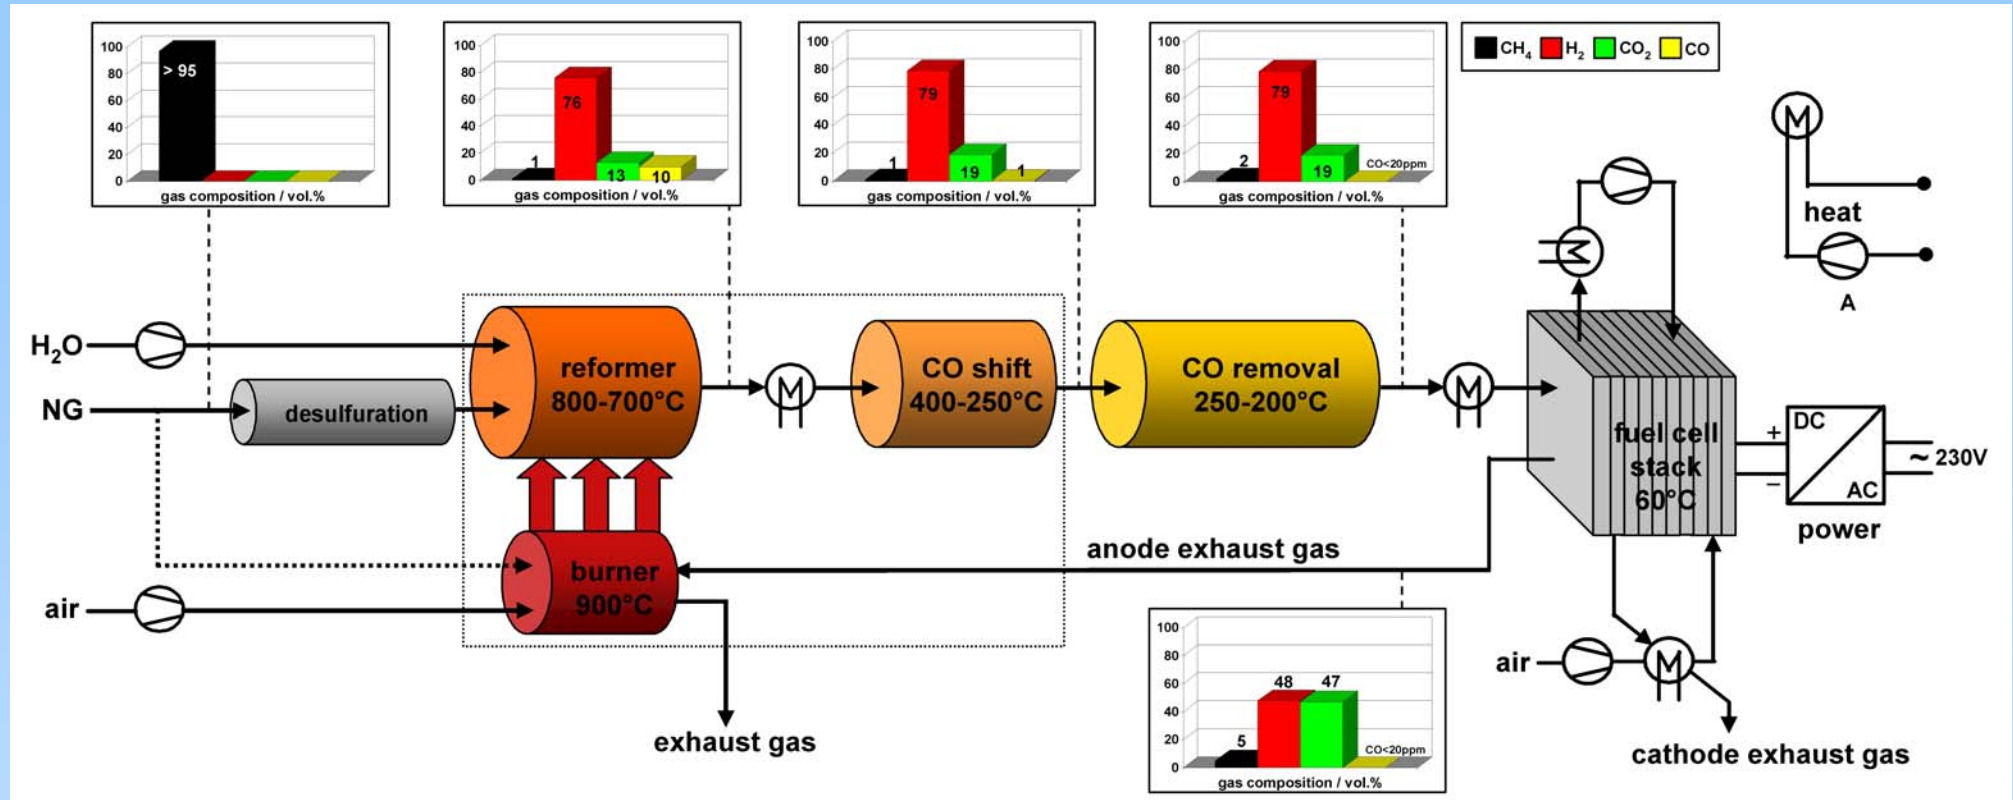 100
80
60
40
20
0
> 95
gas composition / vol.%
100
80
60
40
20
0
1
76
13
10
gas composition / vol.%
100
80
60
40
20
0
1
79
19
1
gas composition / vol.%
100
80
60
40
20
0
2
79
19
CO<20ppm
gas composition / vol.%
CH₄ H₂ CO₂ CO
M
heat
A
M
H₂O
NG
desulfuration
reformer
800-700°C
M
CO shift
400-250°C
CO removal
250-200°C
M
fuel cell
stack
60°C
+
−
DC
AC
~ 230V
power
anode exhaust gas
burner
900°C
air
exhaust gas
100
80
60
40
20
0
5
48
47
CO<20ppm
gas composition / vol.%
air
M
cathode exhaust gas